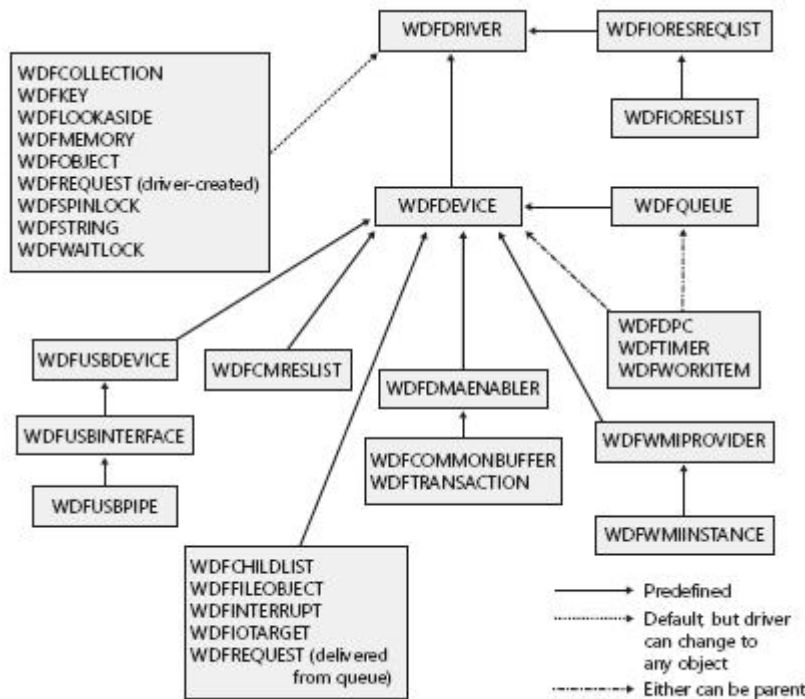 WDFDRIVER
WDFIORESREQLIST
WDFCOLLECTION
WDFKEY
WDFLOOKASIDE
WDFMEMORY
WDFOBJECT
WDFREQUEST (driver-created)
WDFSPINLOCK
WDFSTRING
WDFWAITLOCK
WDFIORESLIST
WDFDEVICE
WDFQUEUE
WDFDPC
WDFTIMER
WDFWORKITEM
WDFUSBDEVICE
WDFCMRESLIST
WDFDMAENABLER
WDFUSBINTERFACE
WDFWMIPROVIDER
WDFCOMMONBUFFER
WDFTRANSACTION
WDFUSBPIPE
WDFWMIINSTANCE
WDFCHILDLIST
WDFFILEOBJECT
WDFINTERRUPT
WDFIOTARGET
WDFREQUEST (delivered
from queue)
Predefined
Default, but driver
can change to
any object
Either can be parent